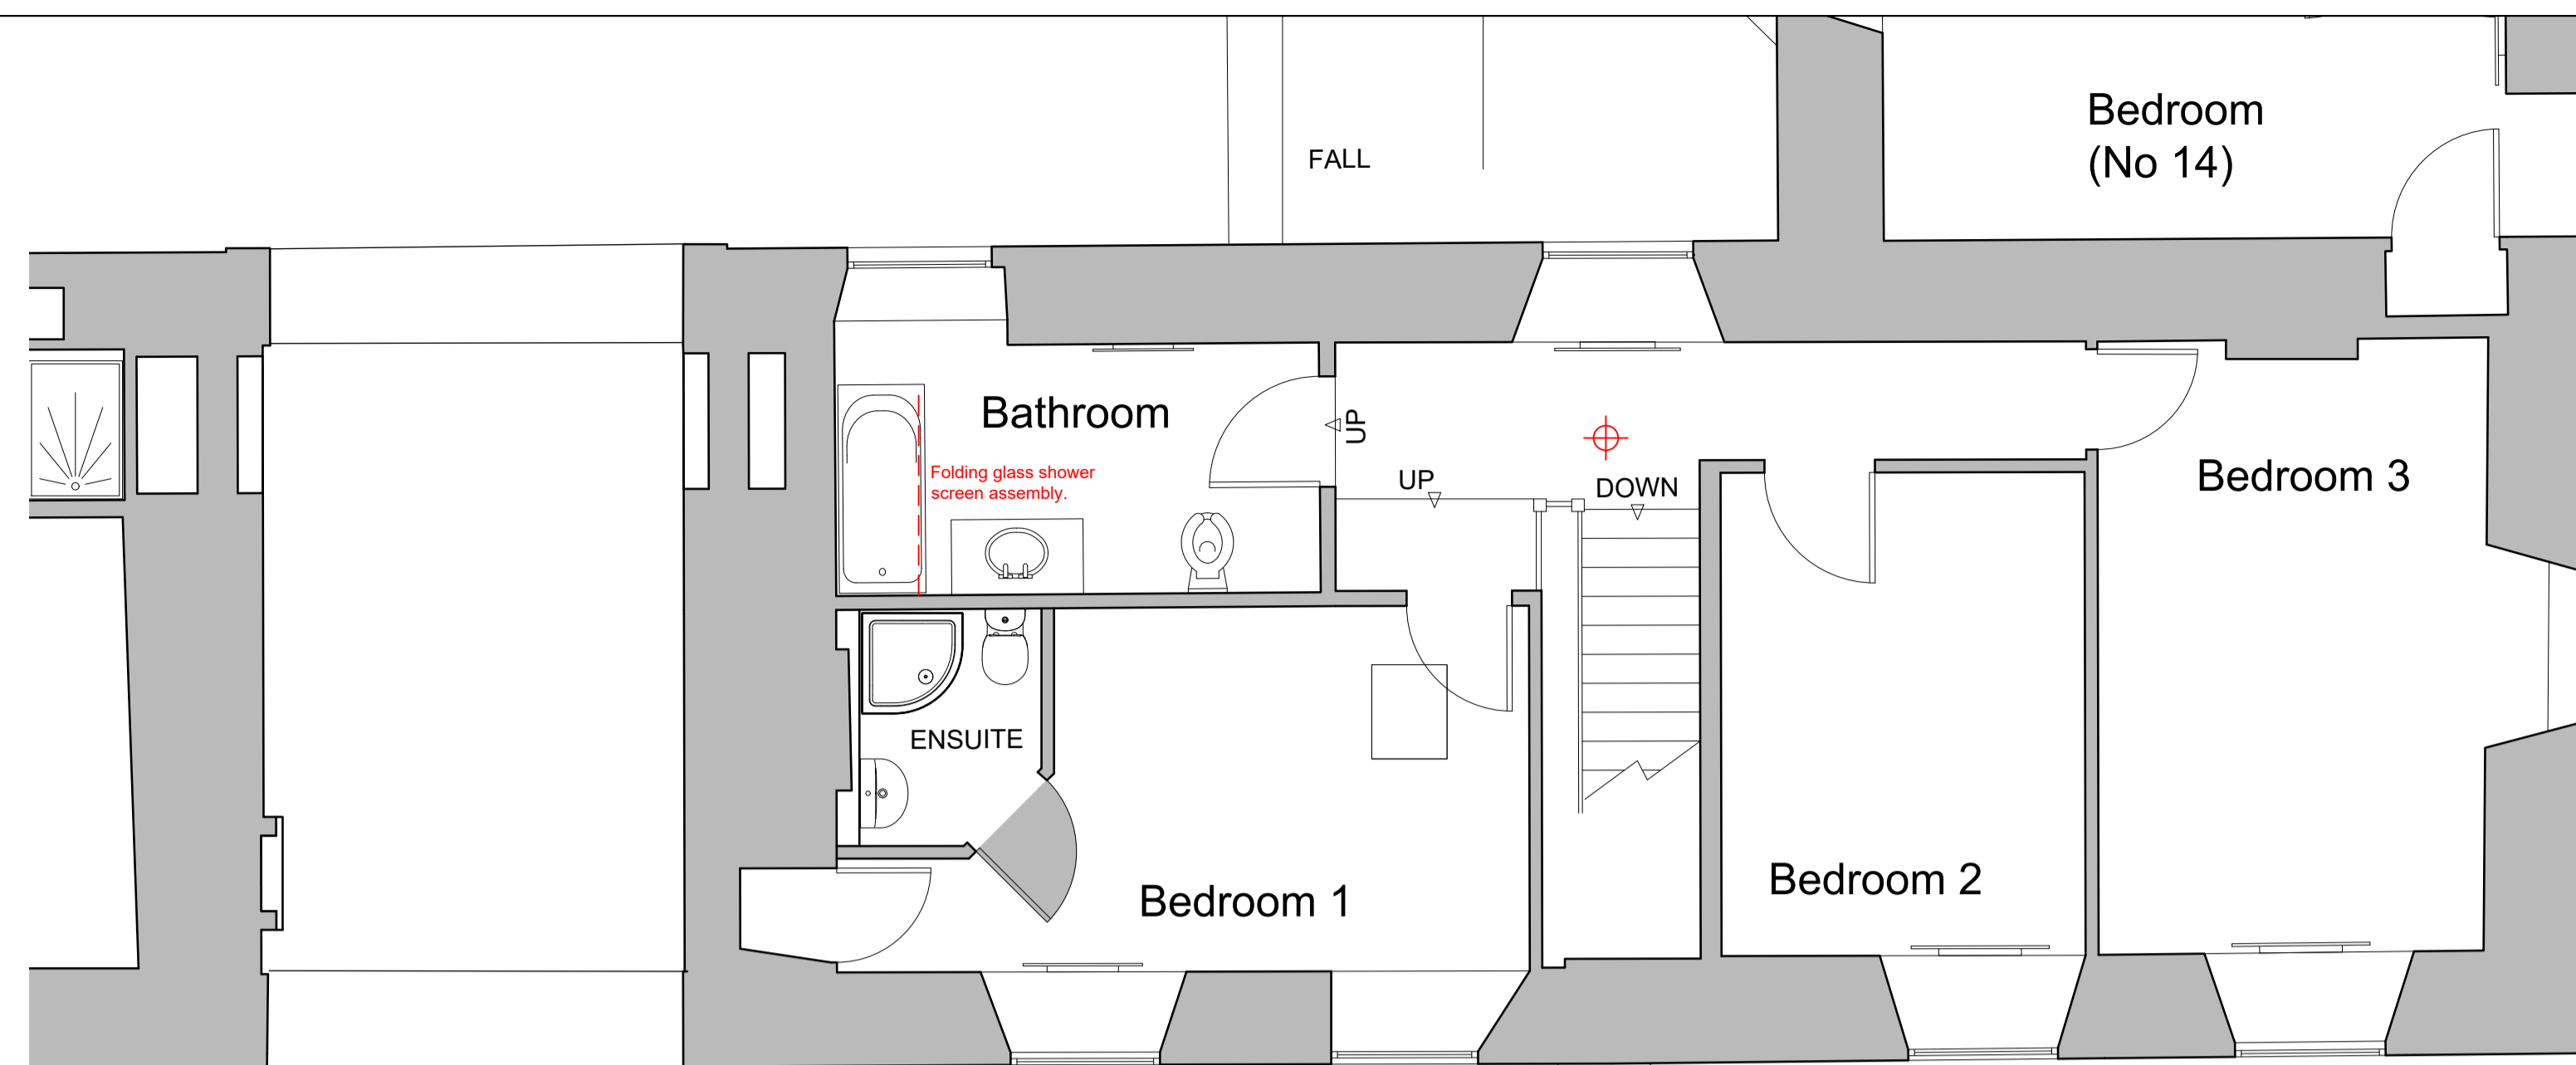 Bedroom
(No 14)
FALL
Bathroom
UP
Folding glass shower
screen assembly.
UP
DOWN
Bedroom 3
ENSUITE
Bedroom 1
Bedroom 2